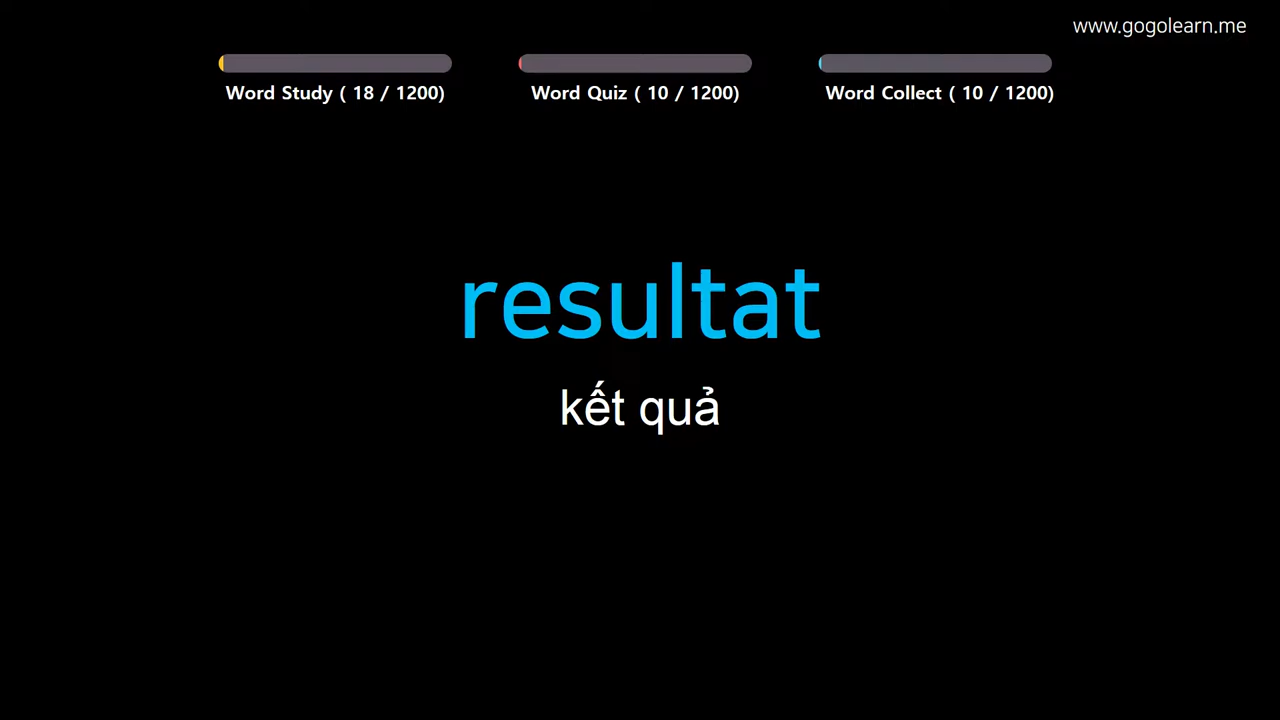 www.gogolearn.me
Word Study ( 18 / 1200)
Word Quiz ( 10 / 1200)
Word Collect ( 10 / 1200)
resultat
kết quả